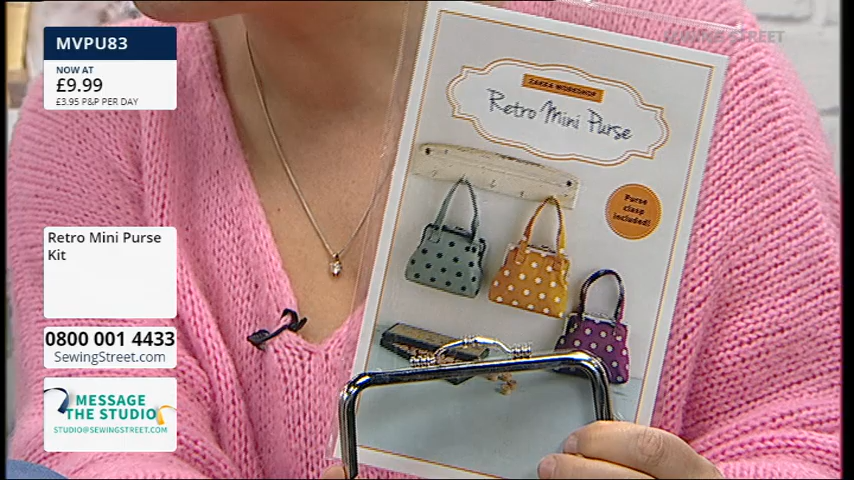 MVPU83
NOW AT
£9.99
£3.95 P&P PER DAY
Retro Mini Purse
Kit
0800 001 4433
SewingStreet.com
MESSAGE
THE STUDIO
STUDIO@SEWINGSTREET.COM
SEWING STREET
ZAKKA WORKSHOP
Retro Mini Purse
Purse
clasp
included!